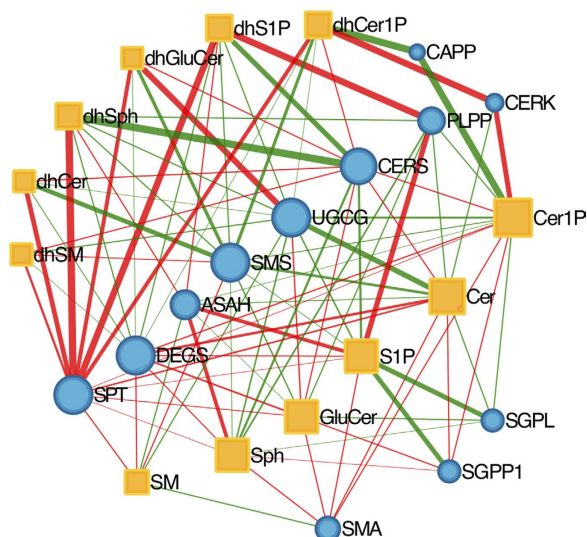 dhS1P
dhCer1P
CAPP
dhGluCer
CERK
PLPP
dhSph
CERS
dhCer
UGCG
Cer1P
dhSM
SMS
Cer
ASAH
DEGS
S1P
SPT
GluCer
SGPL
Sph
SGPP1
SM
SMA